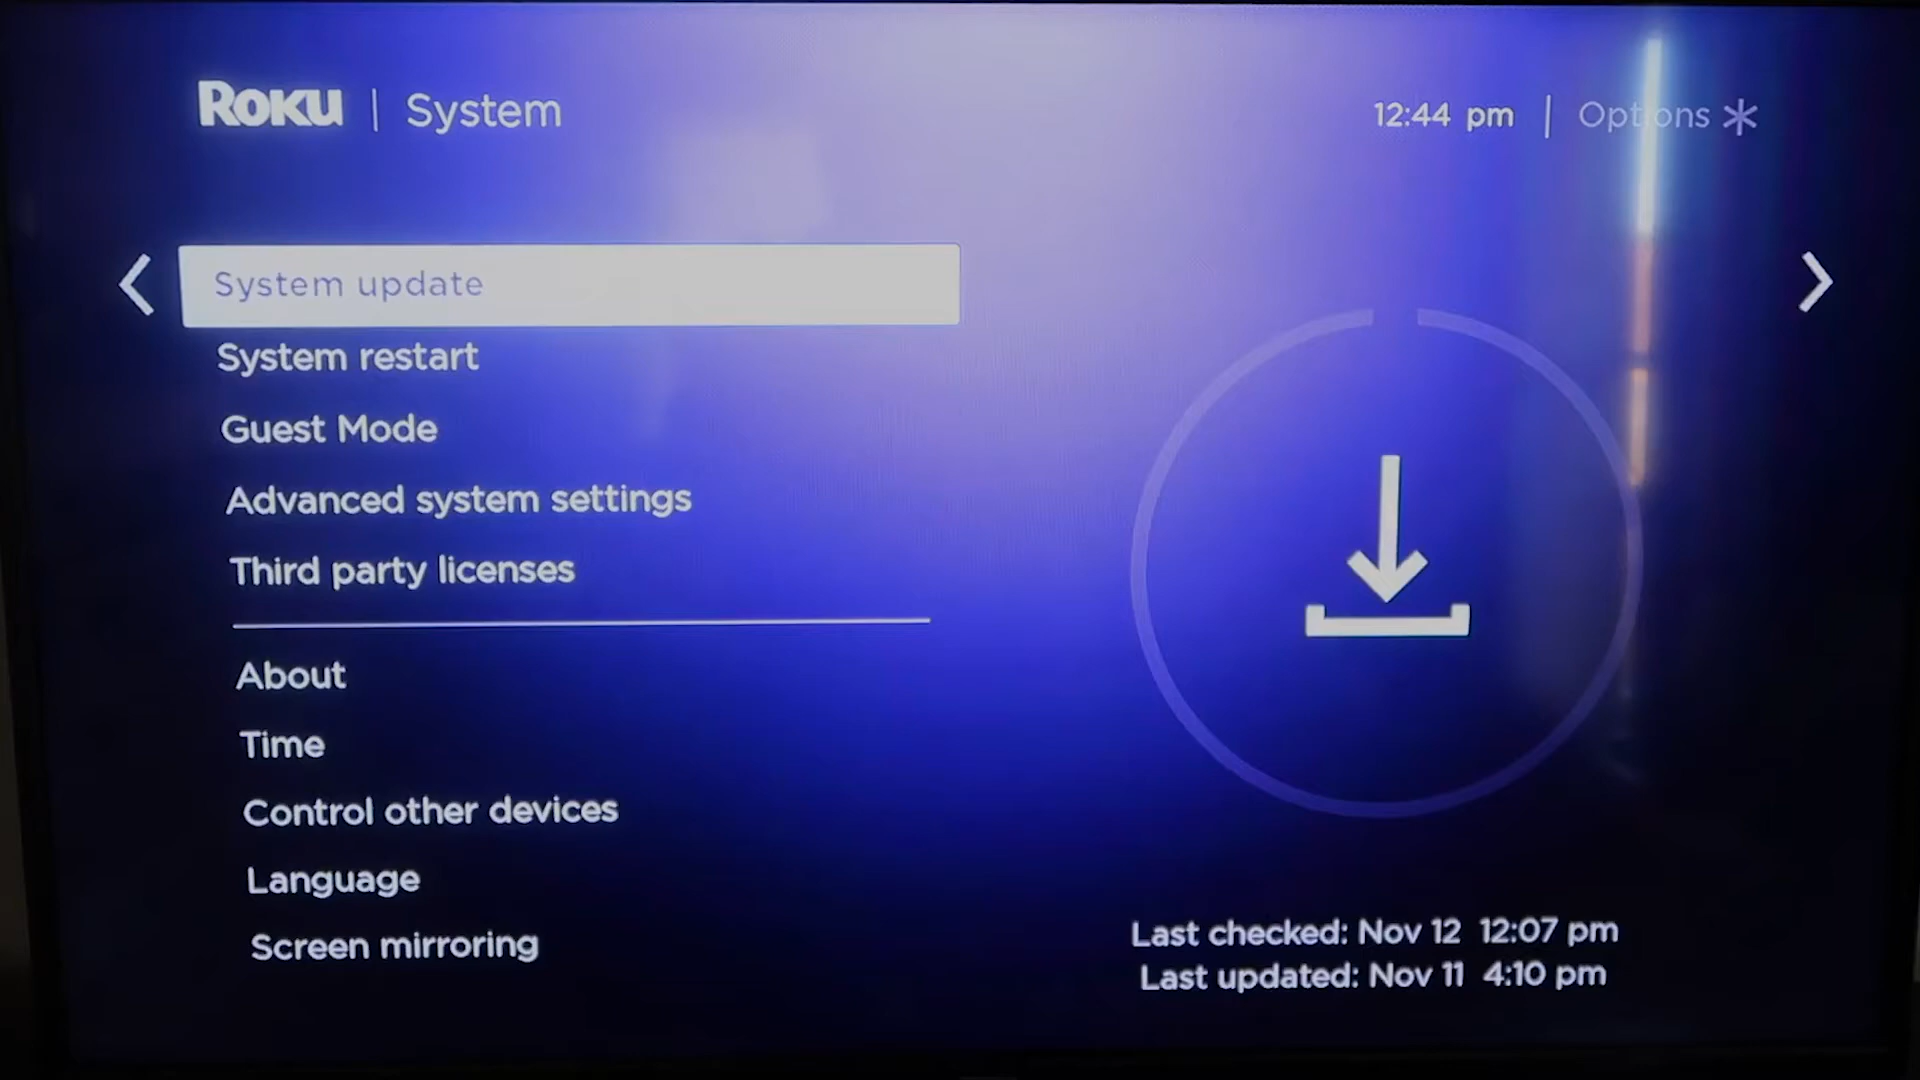 Roku | System
12:44 pm | Options
System update
System restart
Guest Mode
Advanced system settings
Third party licenses
About
Time
Control other devices
Language
Screen mirroring
Last checked: Nov 12 12:07 pm
Last updated: Nov 11 4:10 pm